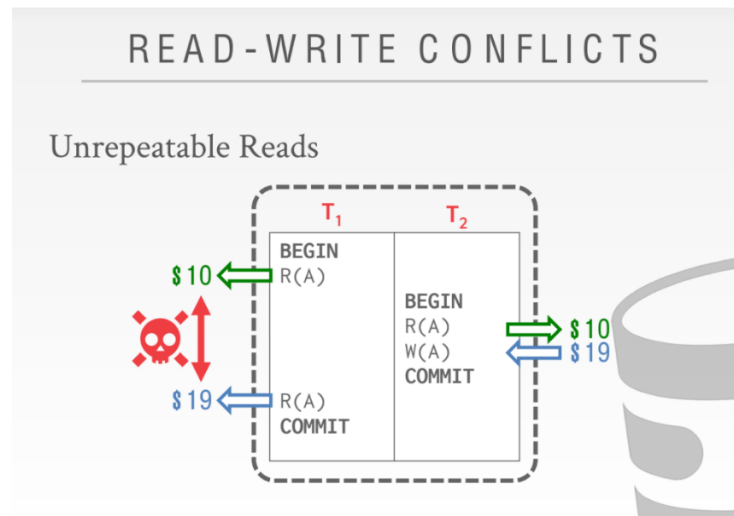 READ-WRITE CONFLICTS
Unrepeatable Reads
T1 T2
BEGIN
$10 R(A)
BEGIN
R(A) $10
W(A) $19
COMMIT
$19 R(A)
COMMIT